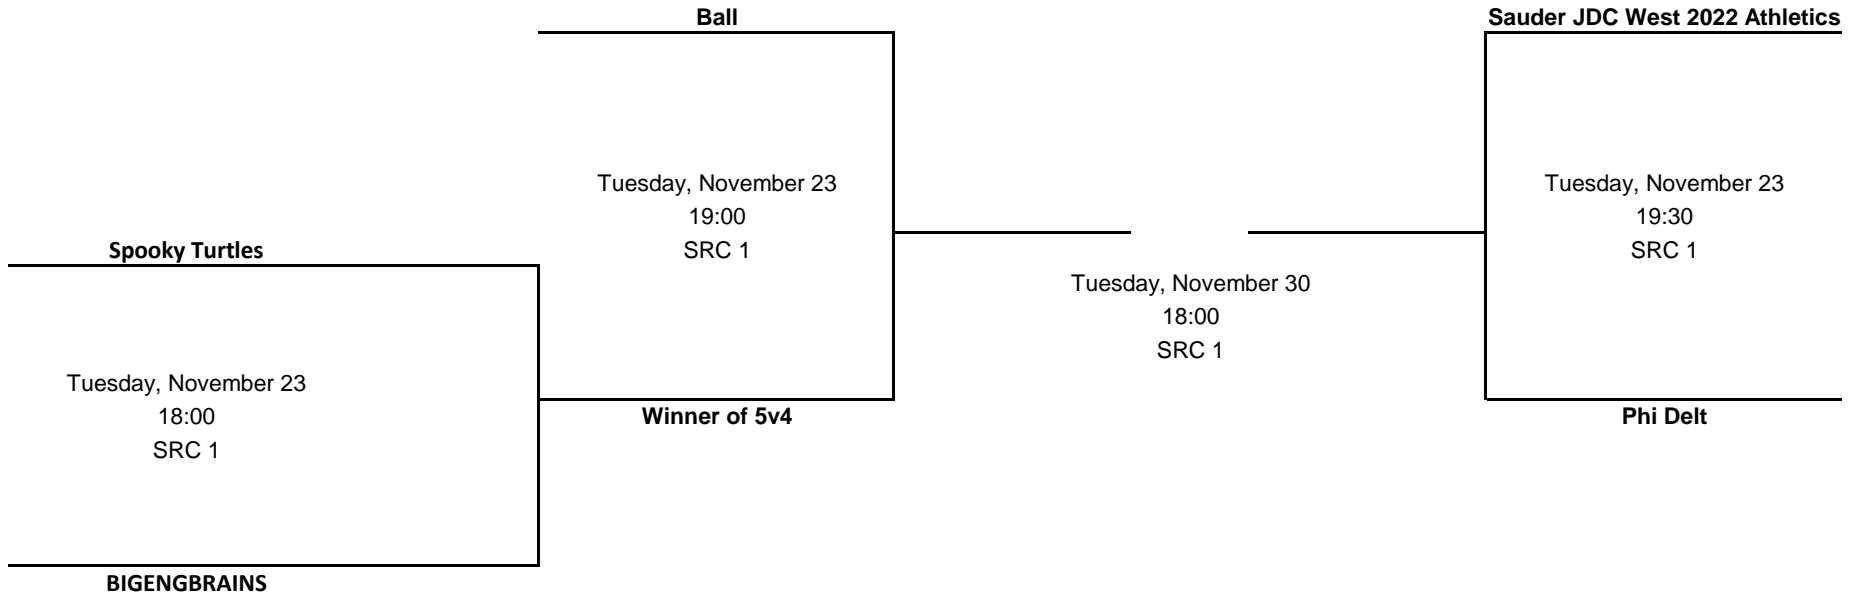 Ball
Sauder JDC West 2022 Athletics
Tuesday, November 23
19:00
SRC 1
Tuesday, November 23
19:30
SRC 1
Spooky Turtles
Tuesday, November 30
18:00
SRC 1
Tuesday, November 23
18:00
SRC 1
Winner of 5v4
Phi Delt
BIGENGBRAINS